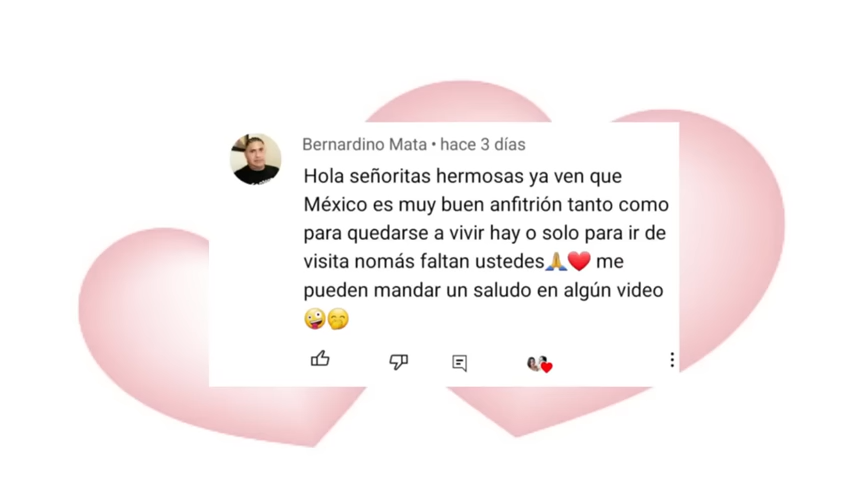 Bernardino Mata • hace 3 días
Hola señoritas hermosas ya ven que
México es muy buen anfitrión tanto como
para quedarse a vivir hay o solo para ir de
visita nomás faltan ustedes🙏❤️ me
pueden mandar un saludo en algún video
🤪🤭